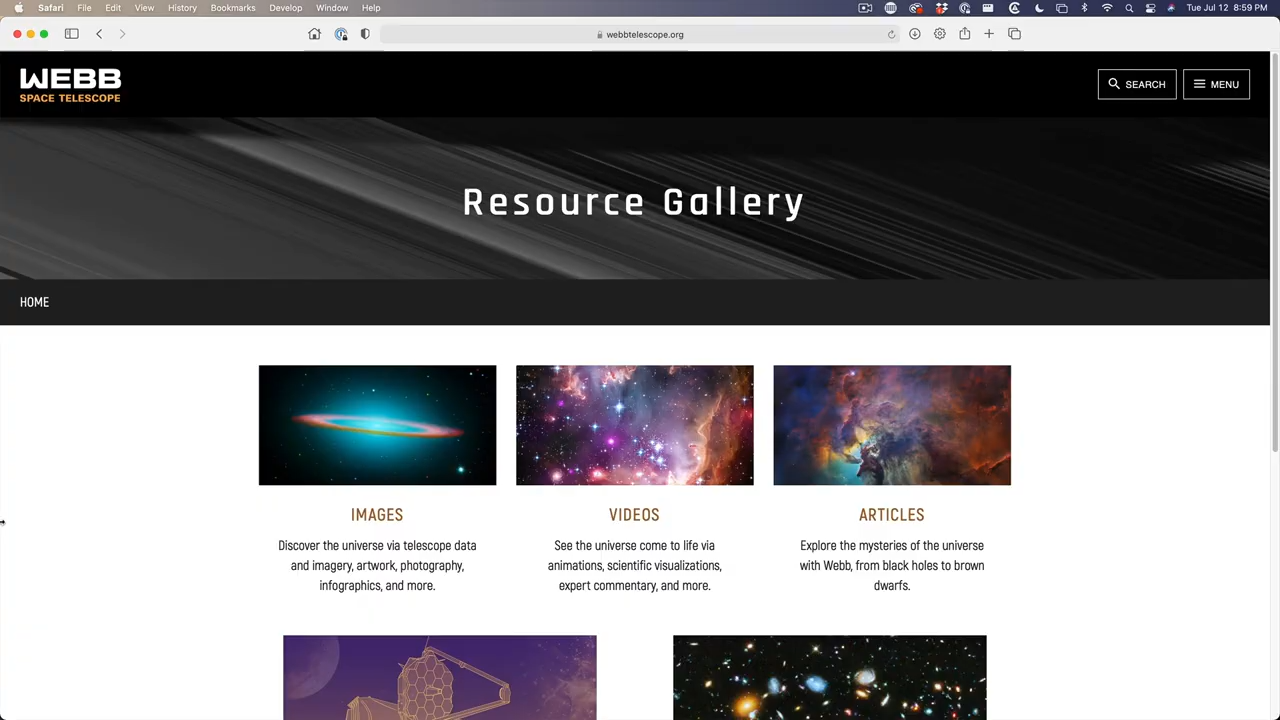 Safari File Edit View History Bookmarks Develop Window Help
Tue Jul 12 8:59 PM
webbtelescope.org
WEBB
SPACE TELESCOPE
SEARCH
MENU
Resource Gallery
HOME
IMAGES
Discover the universe via telescope data
and imagery, artwork, photography,
infographics, and more.
VIDEOS
See the universe come to life via
animations, scientific visualizations,
expert commentary, and more.
ARTICLES
Explore the mysteries of the universe
with Webb, from black holes to brown
dwarfs.